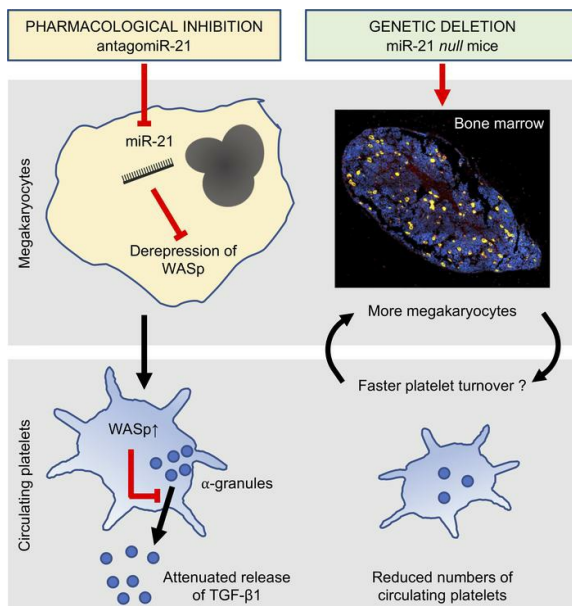 PHARMACOLOGICAL INHIBITION
antagomiR-21
GENETIC DELETION
miR-21 null mice
Megakaryocytes
miR-21
Derepression of
WASp
Bone marrow
More megakaryocytes
Circulating platelets
WASp↑
α-granules
Attenuated release
of TGF-β1
Faster platelet turnover ?
Reduced numbers of
circulating platelets